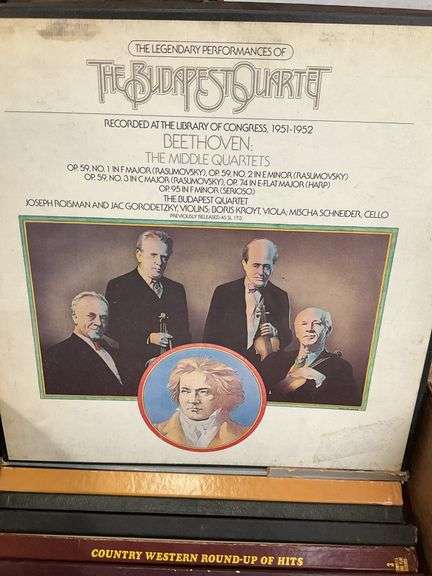 THE LEGENDARY PERFORMANCES OF
THE BUDAPEST QUARTET
RECORDED AT THE LIBRARY OF CONGRESS, 1951-1952
BEETHOVEN:
THE MIDDLE QUARTETS
OP. 59, NO. 1 IN F MAJOR (RASUMOVSKY), OP. 59, NO. 2 IN E MINOR (RASUMOVSKY)
OP. 59, NO. 3 IN C MAJOR (RASUMOVSKY), OP. 74 IN E-FLAT MAJOR (HARP)
OP. 95 IN F MINOR (SERIOSO)
THE BUDAPEST QUARTET
JOSEPH ROISMAN AND JAC GORODETZKY, VIOLINS; BORIS KROYT, VIOLA; MISCHA SCHNEIDER, CELLO
COUNTRY WESTERN ROUND-UP OF HITS